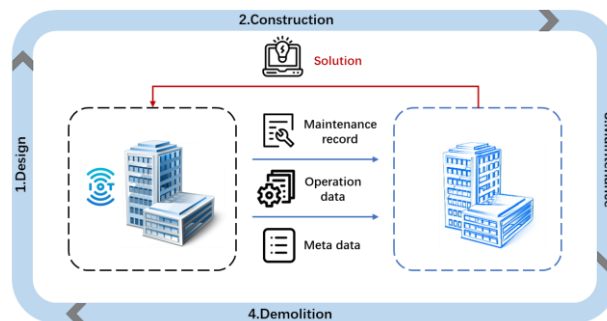 2.Construction
Solution
1.Design
Maintenance
record
Operation
data
Meta data
4.Demolition